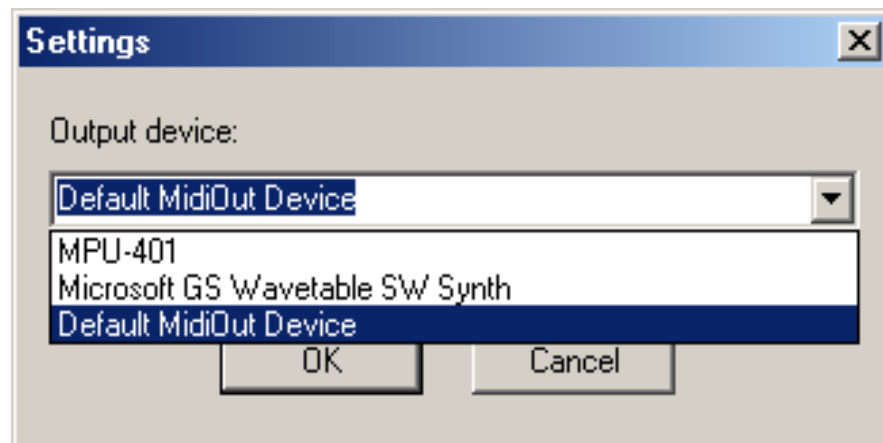 Settings
Output device:
Default MidiOut Device
MPU-401
Microsoft GS Wavetable SW Synth
Default MidiOut Device
OK Cancel